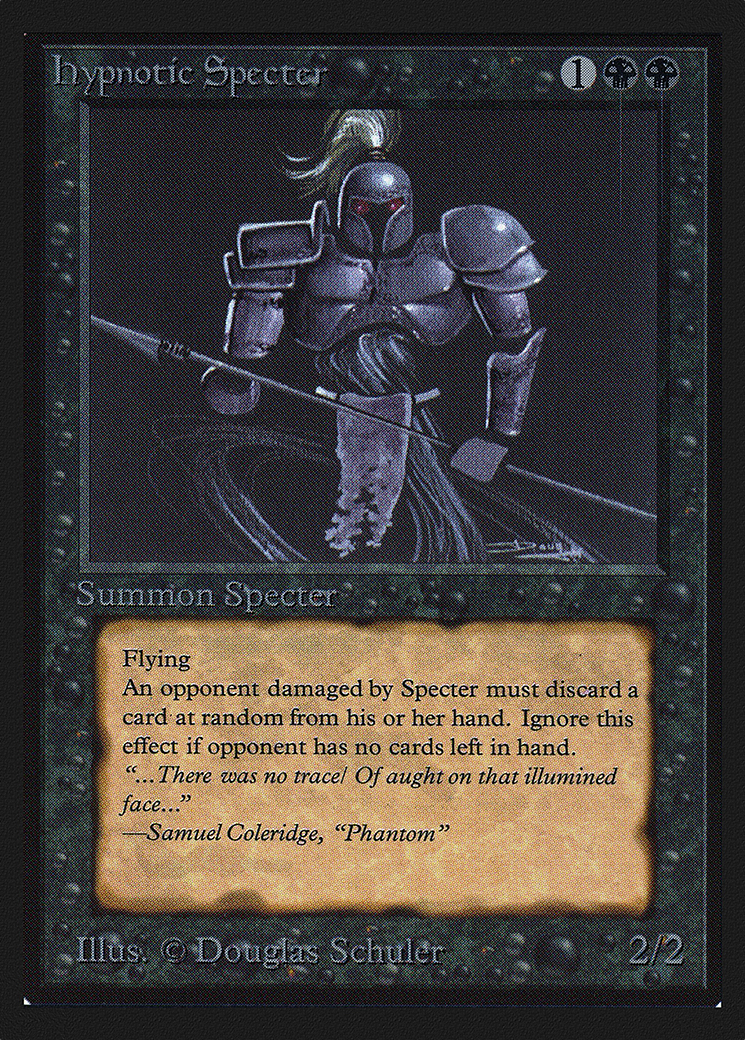 Hypnotic Specter 1
Summon Specter
Flying
An opponent damaged by Specter must discard a
card at random from his or her hand. Ignore this
effect if opponent has no cards left in hand.
“...There was no trace/ Of aught on that illumined
face...”
—Samuel Coleridge, “Phantom”
Illus. © Douglas Schuler 2/2